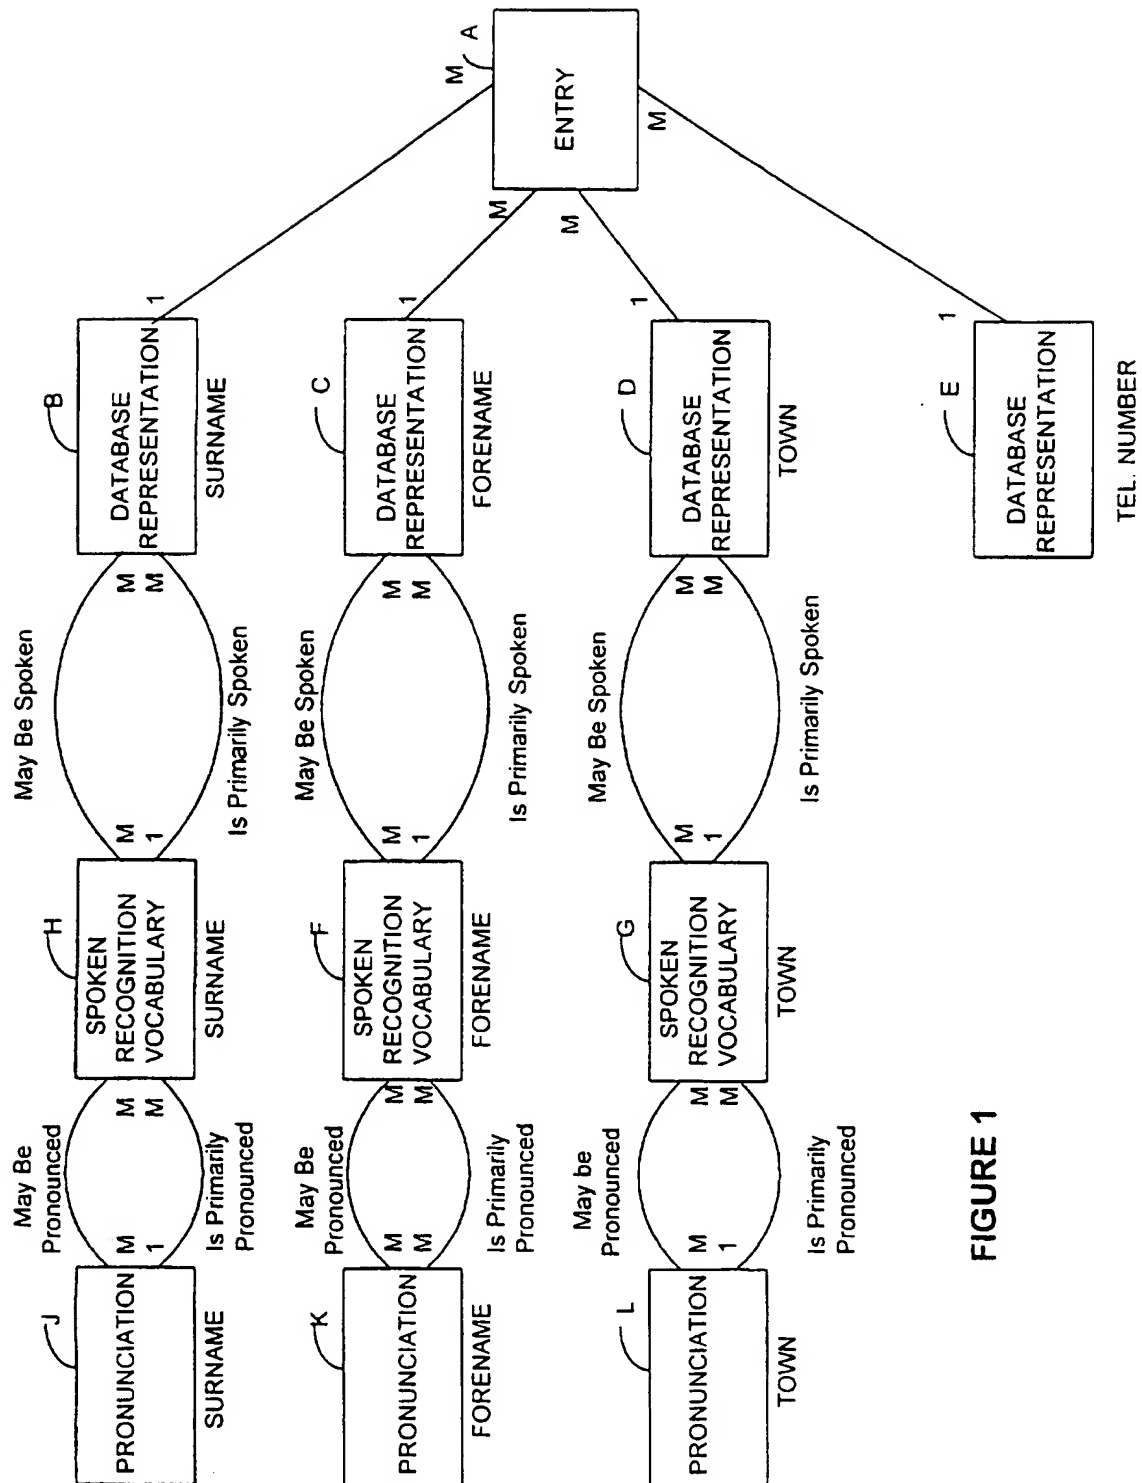 May Be
Pronounced
May Be Spoken
J
H
B
PRONUNCIATION
M
1
M
M
SPOKEN
RECOGNITION
VOCABULARY
M
1
M
M
DATABASE
REPRESENTATION
1
SURNAME
Is Primarily
Pronounced
SURNAME
Is Primarily Spoken
SURNAME
May Be
Pronounced
May Be Spoken
K
F
C
PRONUNCIATION
M
M
M
M
SPOKEN
RECOGNITION
VOCABULARY
M
1
M
M
DATABASE
REPRESENTATION
1
FORENAME
Is Primarily
Pronounced
FORENAME
Is Primarily Spoken
FORENAME
M
A
M
M
M
ENTRY
May be
Pronounced
May Be Spoken
L
G
D
PRONUNCIATION
M
1
M
M
SPOKEN
RECOGNITION
VOCABULARY
M
1
M
M
DATABASE
REPRESENTATION
1
TOWN
Is Primarily
Pronounced
TOWN
Is Primarily Spoken
TOWN
E
1
DATABASE
REPRESENTATION
TEL. NUMBER
FIGURE 1